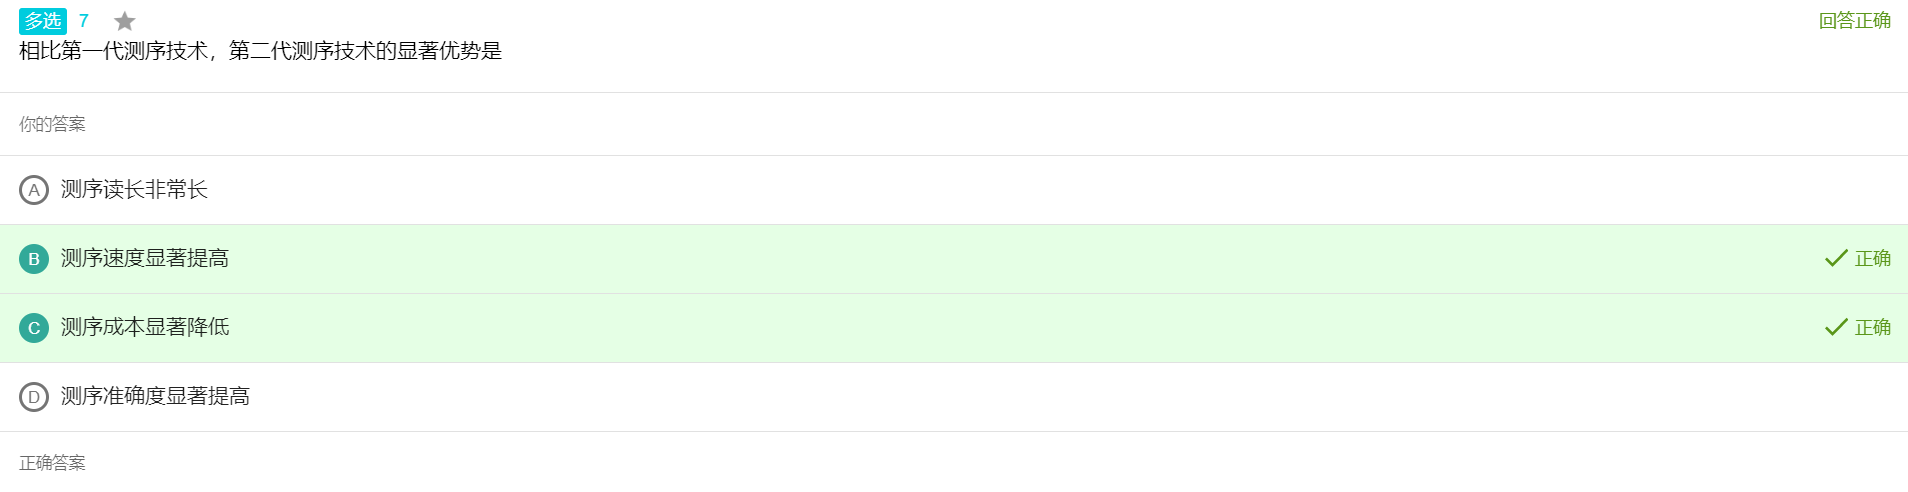 多选 7 回答正确
相比第一代测序技术，第二代测序技术的显著优势是
你的答案
A 测序读长非常长
B 测序速度显著提高 正确
C 测序成本显著降低 正确
D 测序准确度显著提高
正确答案